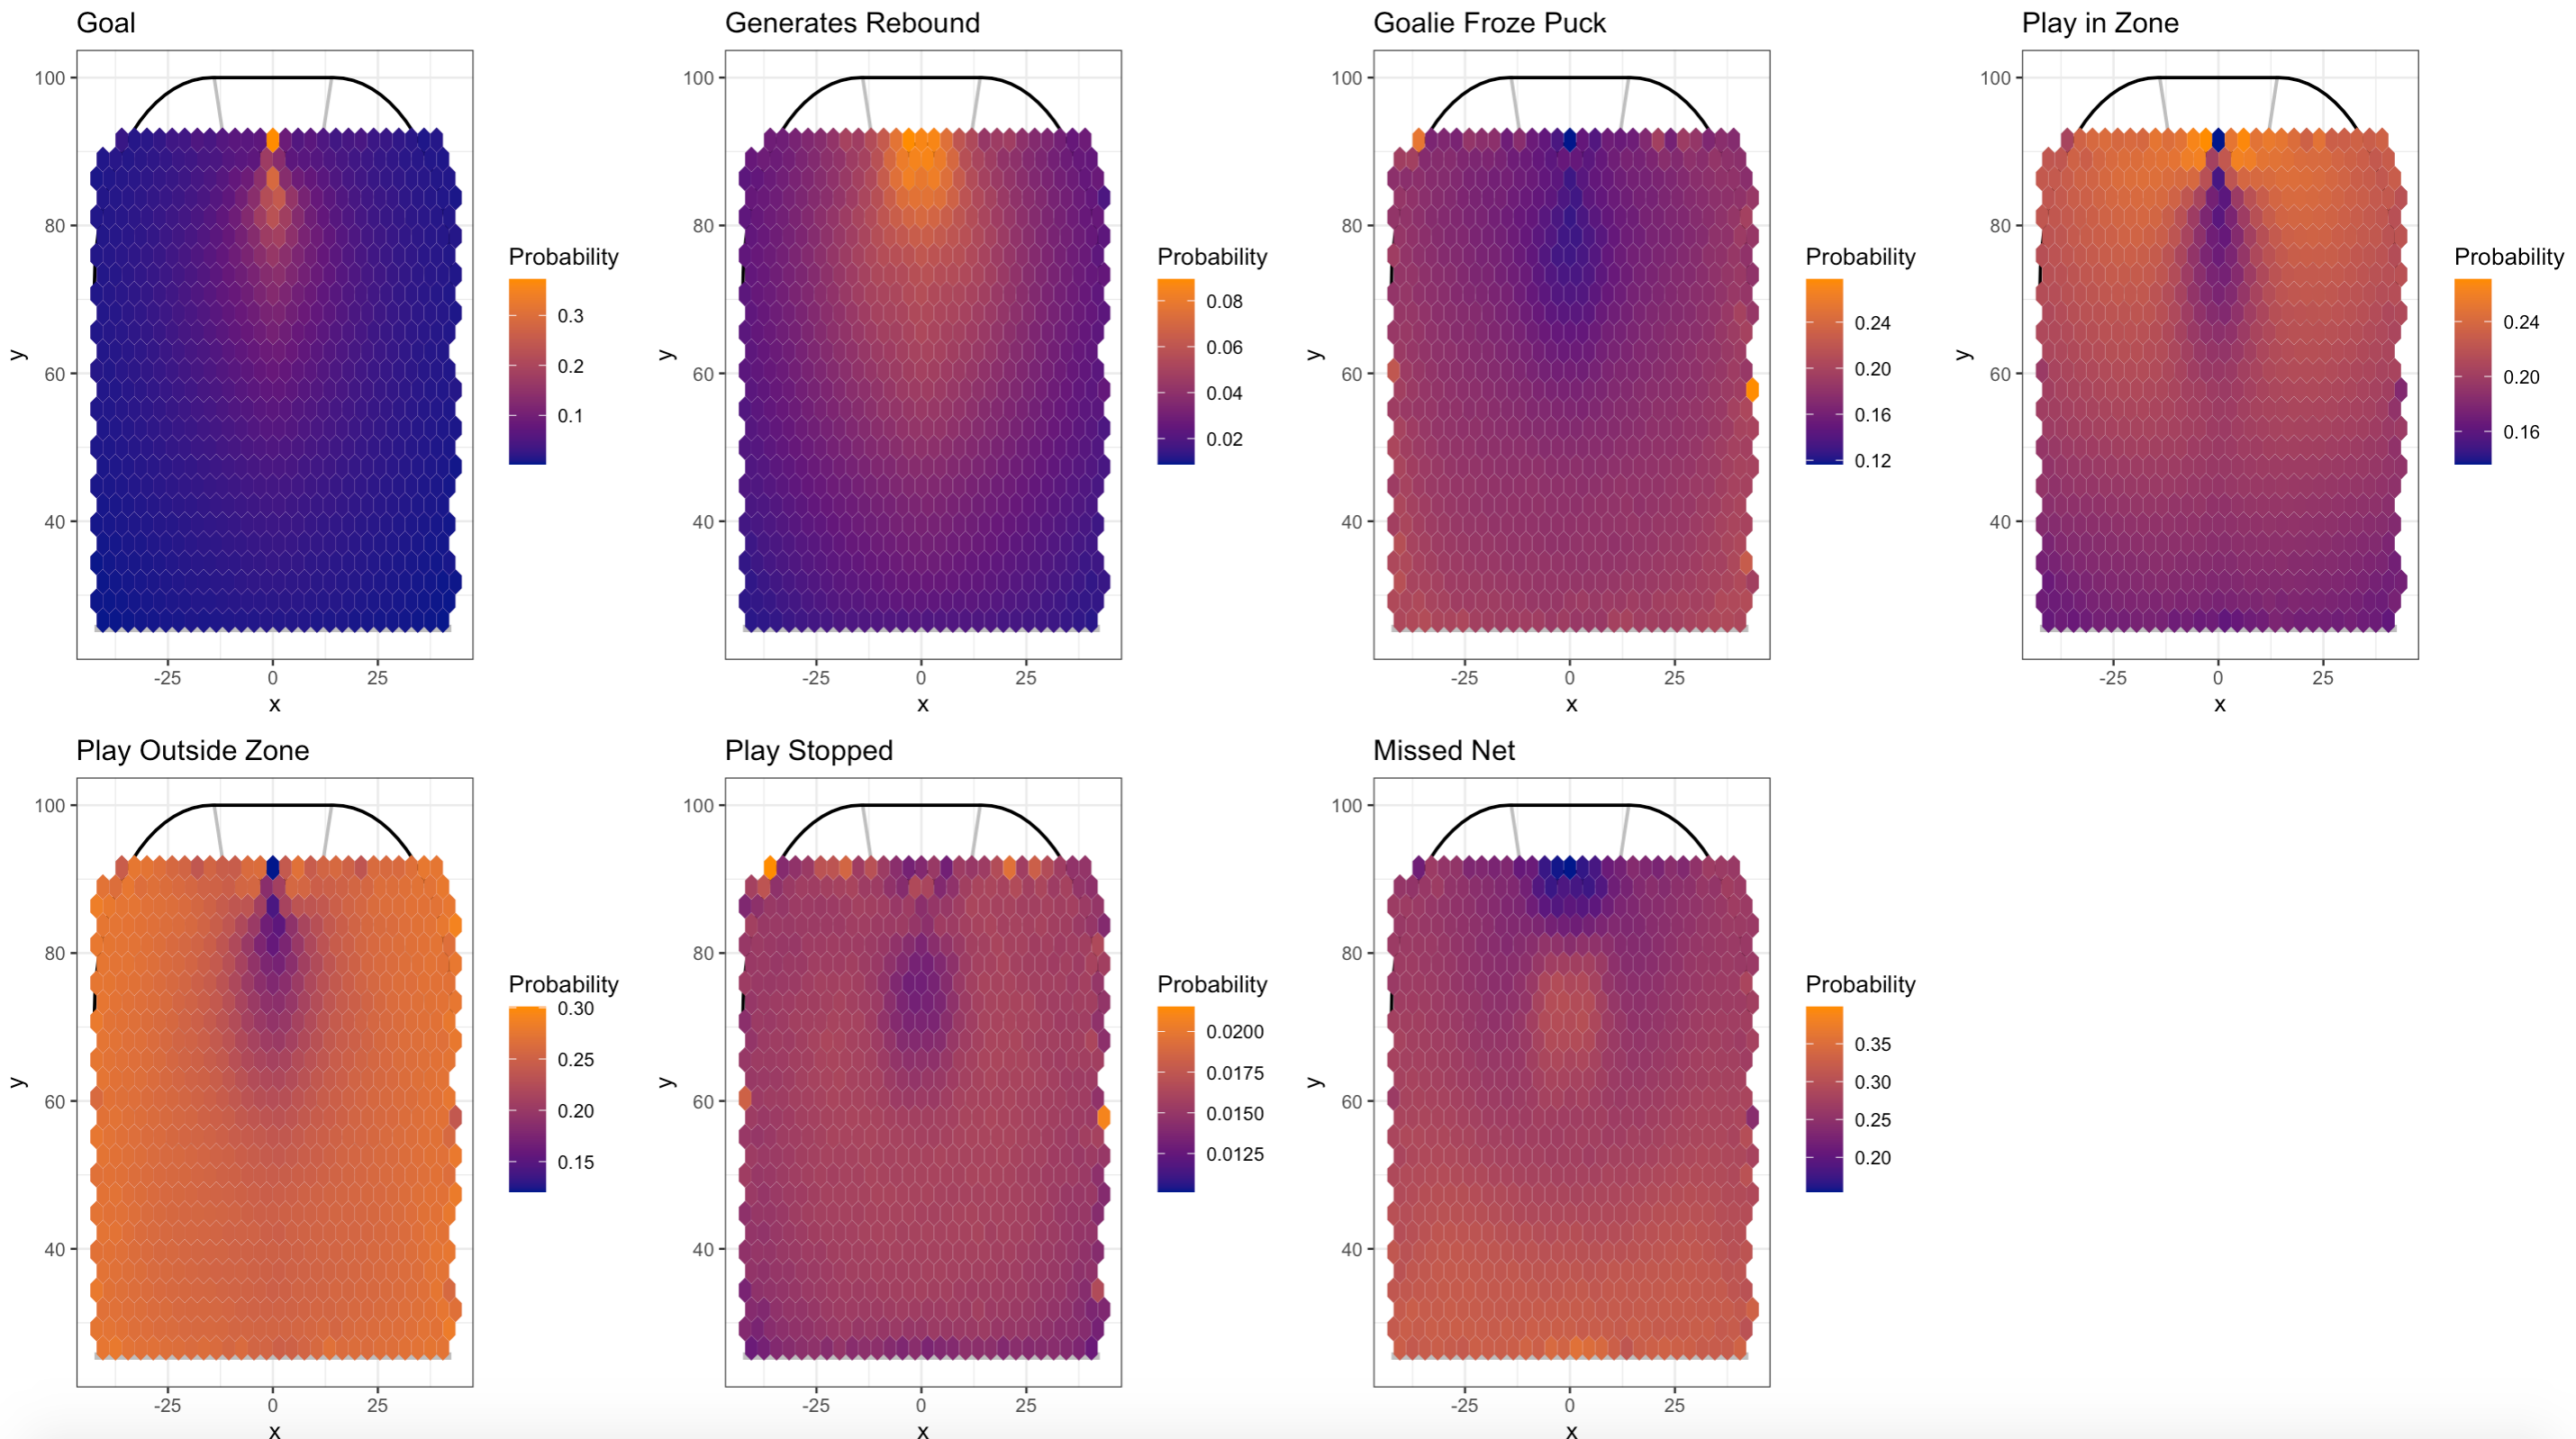 Goal
Generates Rebound
Goalie Froze Puck
Play in Zone
100
80
60
40
y
-25
0
25
x
Probability
0.3
0.2
0.1
100
80
60
40
y
-25
0
25
x
Probability
0.08
0.06
0.04
0.02
100
80
60
40
y
-25
0
25
x
Probability
0.24
0.20
0.16
0.12
100
80
60
40
y
-25
0
25
x
Probability
0.24
0.20
0.16
Play Outside Zone
Play Stopped
Missed Net
100
80
60
40
y
-25
0
25
x
Probability
0.30
0.25
0.20
0.15
100
80
60
40
y
-25
0
25
x
Probability
0.0200
0.0175
0.0150
0.0125
100
80
60
40
y
-25
0
25
x
Probability
0.35
0.30
0.25
0.20